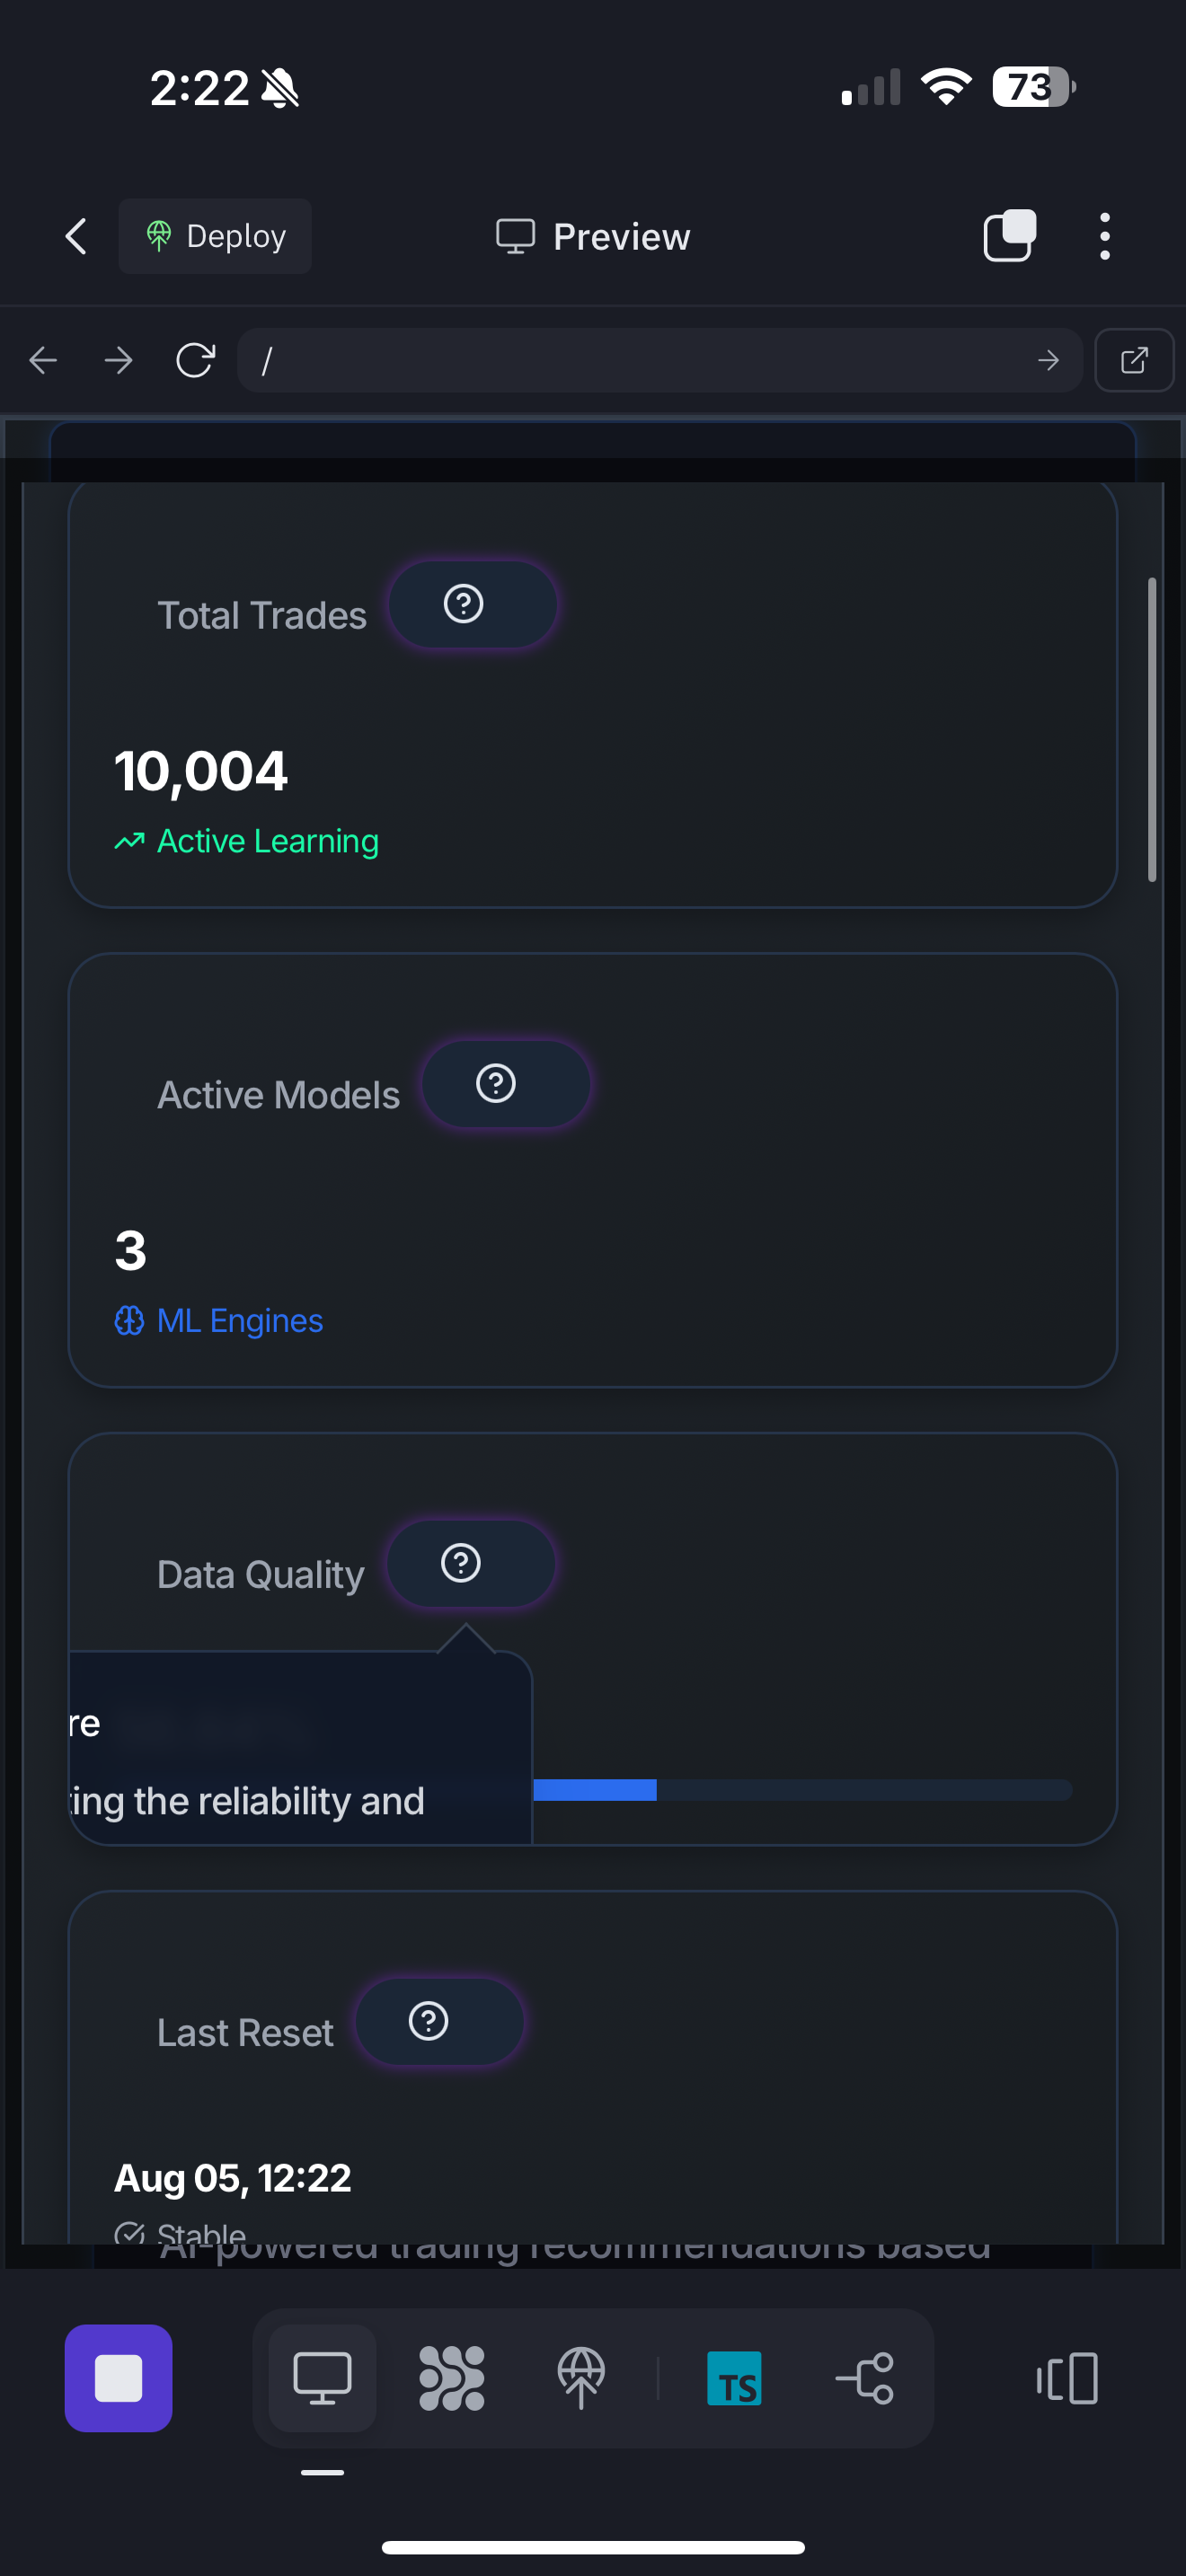 2:22
73
Deploy
Preview
/
Total Trades
10,004
Active Learning
Active Models
3
ML Engines
Data Quality
re
ting the reliability and
Last Reset
Aug 05, 12:22
Stable
AI-powered trading recommendations based
TS